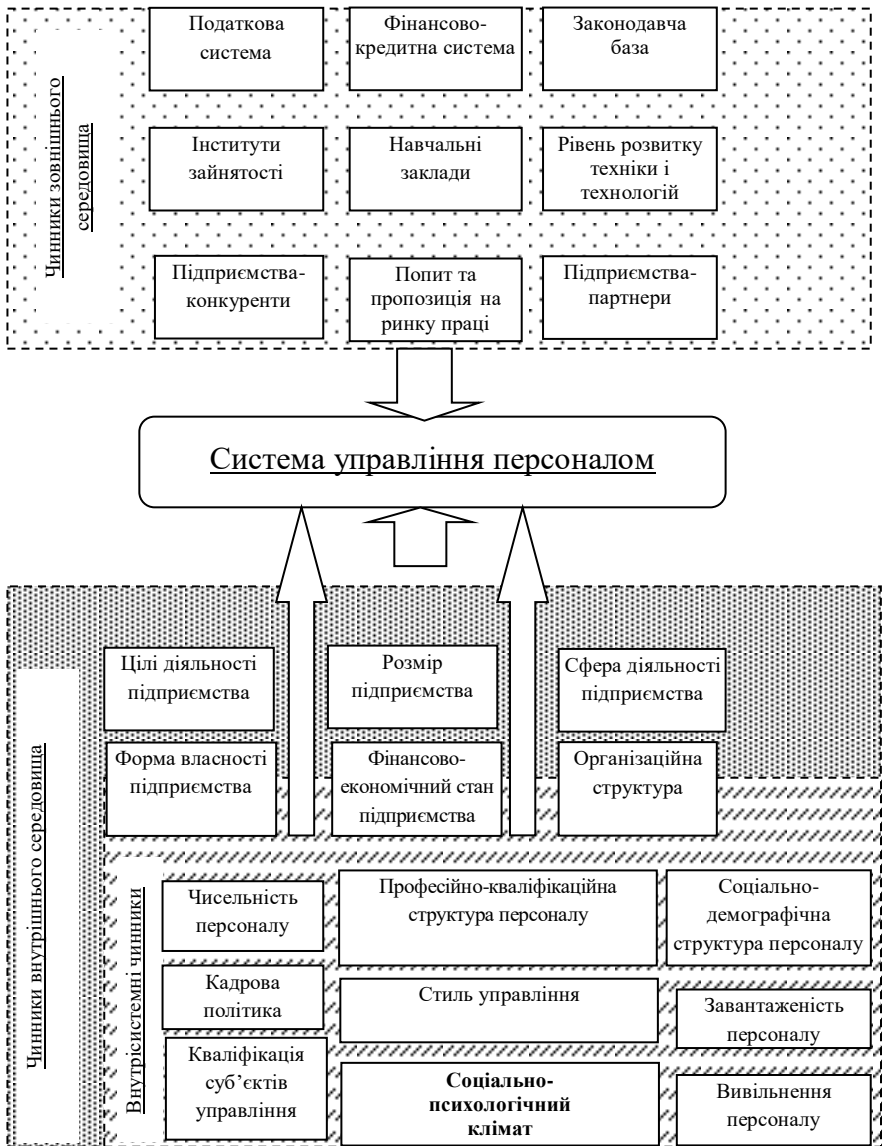 Чинники зовнішнього
середовища
Податкова
система
Фінансово-
кредитна система
Законодавча
база
Інститути
зайнятості
Навчальні
заклади
Рівень розвитку
техніки і
технологій
Підприємства-
конкуренти
Попит та
пропозиція на
ринку праці
Підприємства-
партнери
Система управління персоналом
Чинники внутрішнього середовища
Цілі діяльності
підприємства
Розмір
підприємства
Сфера діяльності
підприємства
Форма власності
підприємства
Фінансово-
економічний стан
підприємства
Організаційна
структура
Внутрісистемні чинники
Чисельність
персоналу
Професійно-кваліфікаційна
структура персоналу
Соціально-
демографічна
структура персоналу
Кадрова
політика
Стиль управління
Завантаженість
персоналу
Кваліфікація
суб’єктів
управління
Соціально-
психологічний
клімат
Вивільнення
персоналу